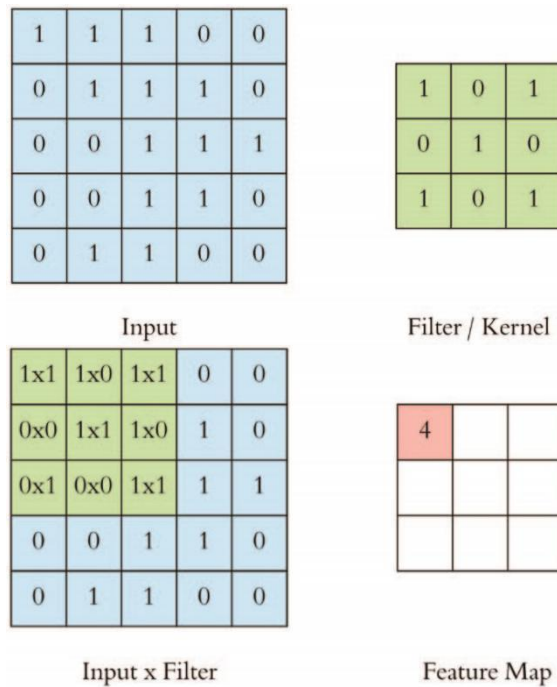 1 1 1 0 0
0 1 1 1 0
0 0 1 1 1
0 0 1 1 0
0 1 1 0 0
Input
1 0 1
0 1 0
1 0 1
Filter / Kernel
1x1 1x0 1x1 0 0
0x0 1x1 1x0 1 0
0x1 0x0 1x1 1 1
0 0 1 1 0
0 1 1 0 0
Input x Filter
4
Feature Map